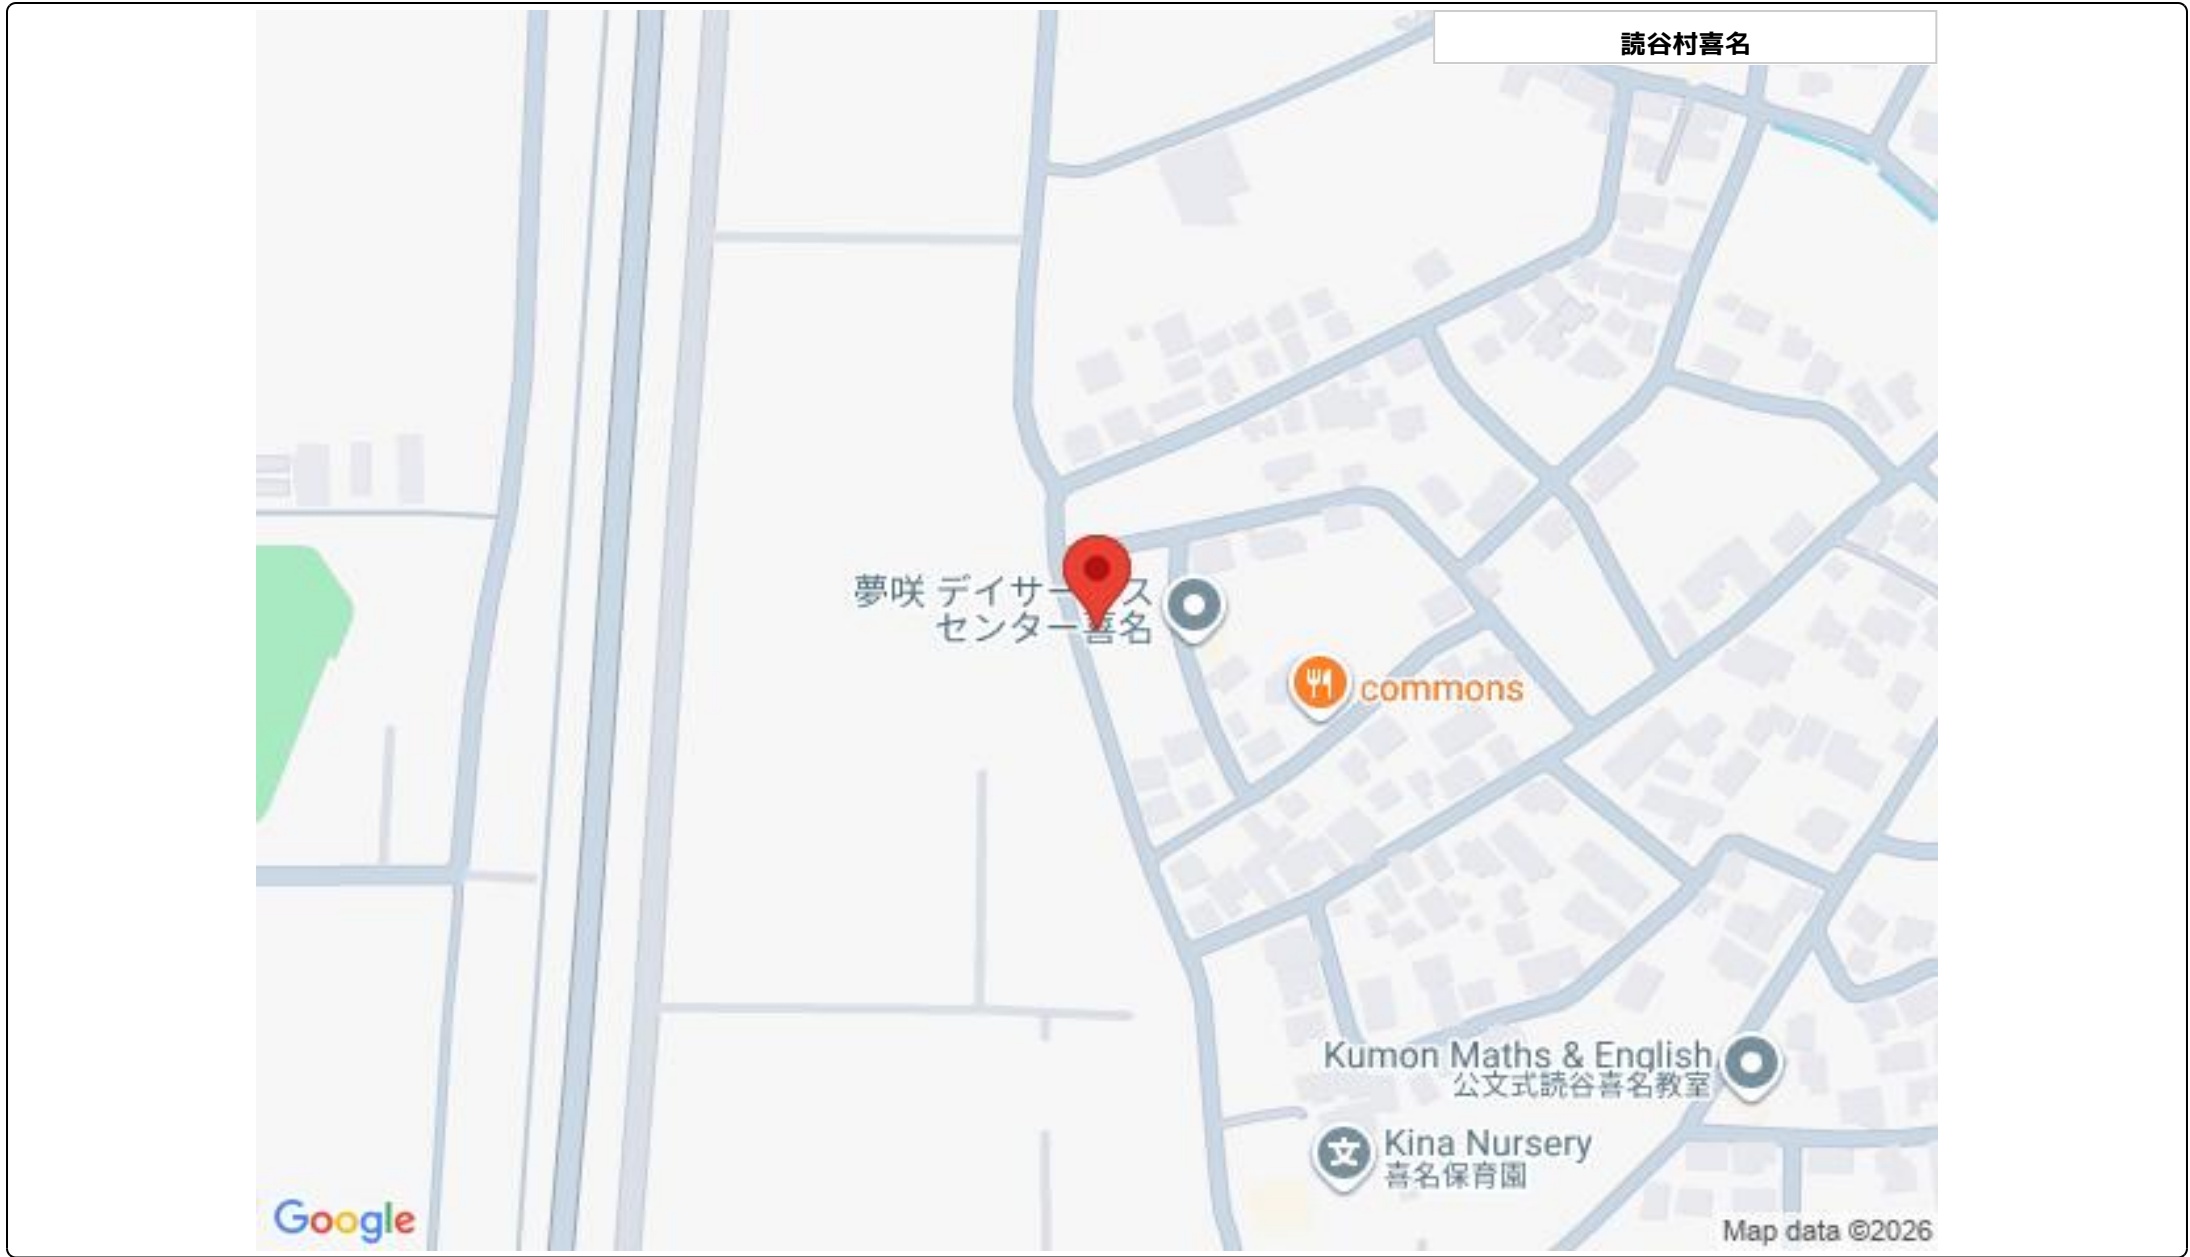 読谷村喜名
夢咲 デイサービス
センター喜名
commons
Kumon Maths & English
公文式読谷喜名教室
Kina Nursery
喜名保育園
Google
Map data ©2026